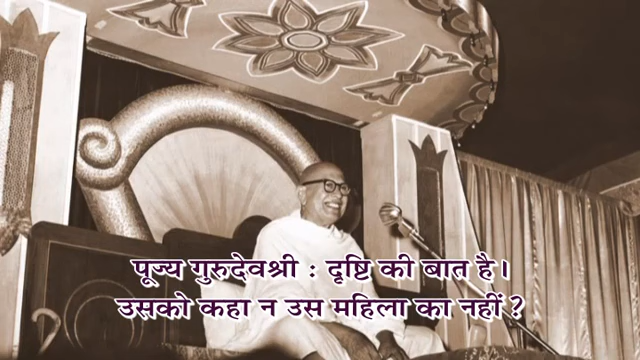 पूज्य गुरुदेवश्री : दृष्टि की बात है।
उसको कहा न उस महिला का नहीं ?